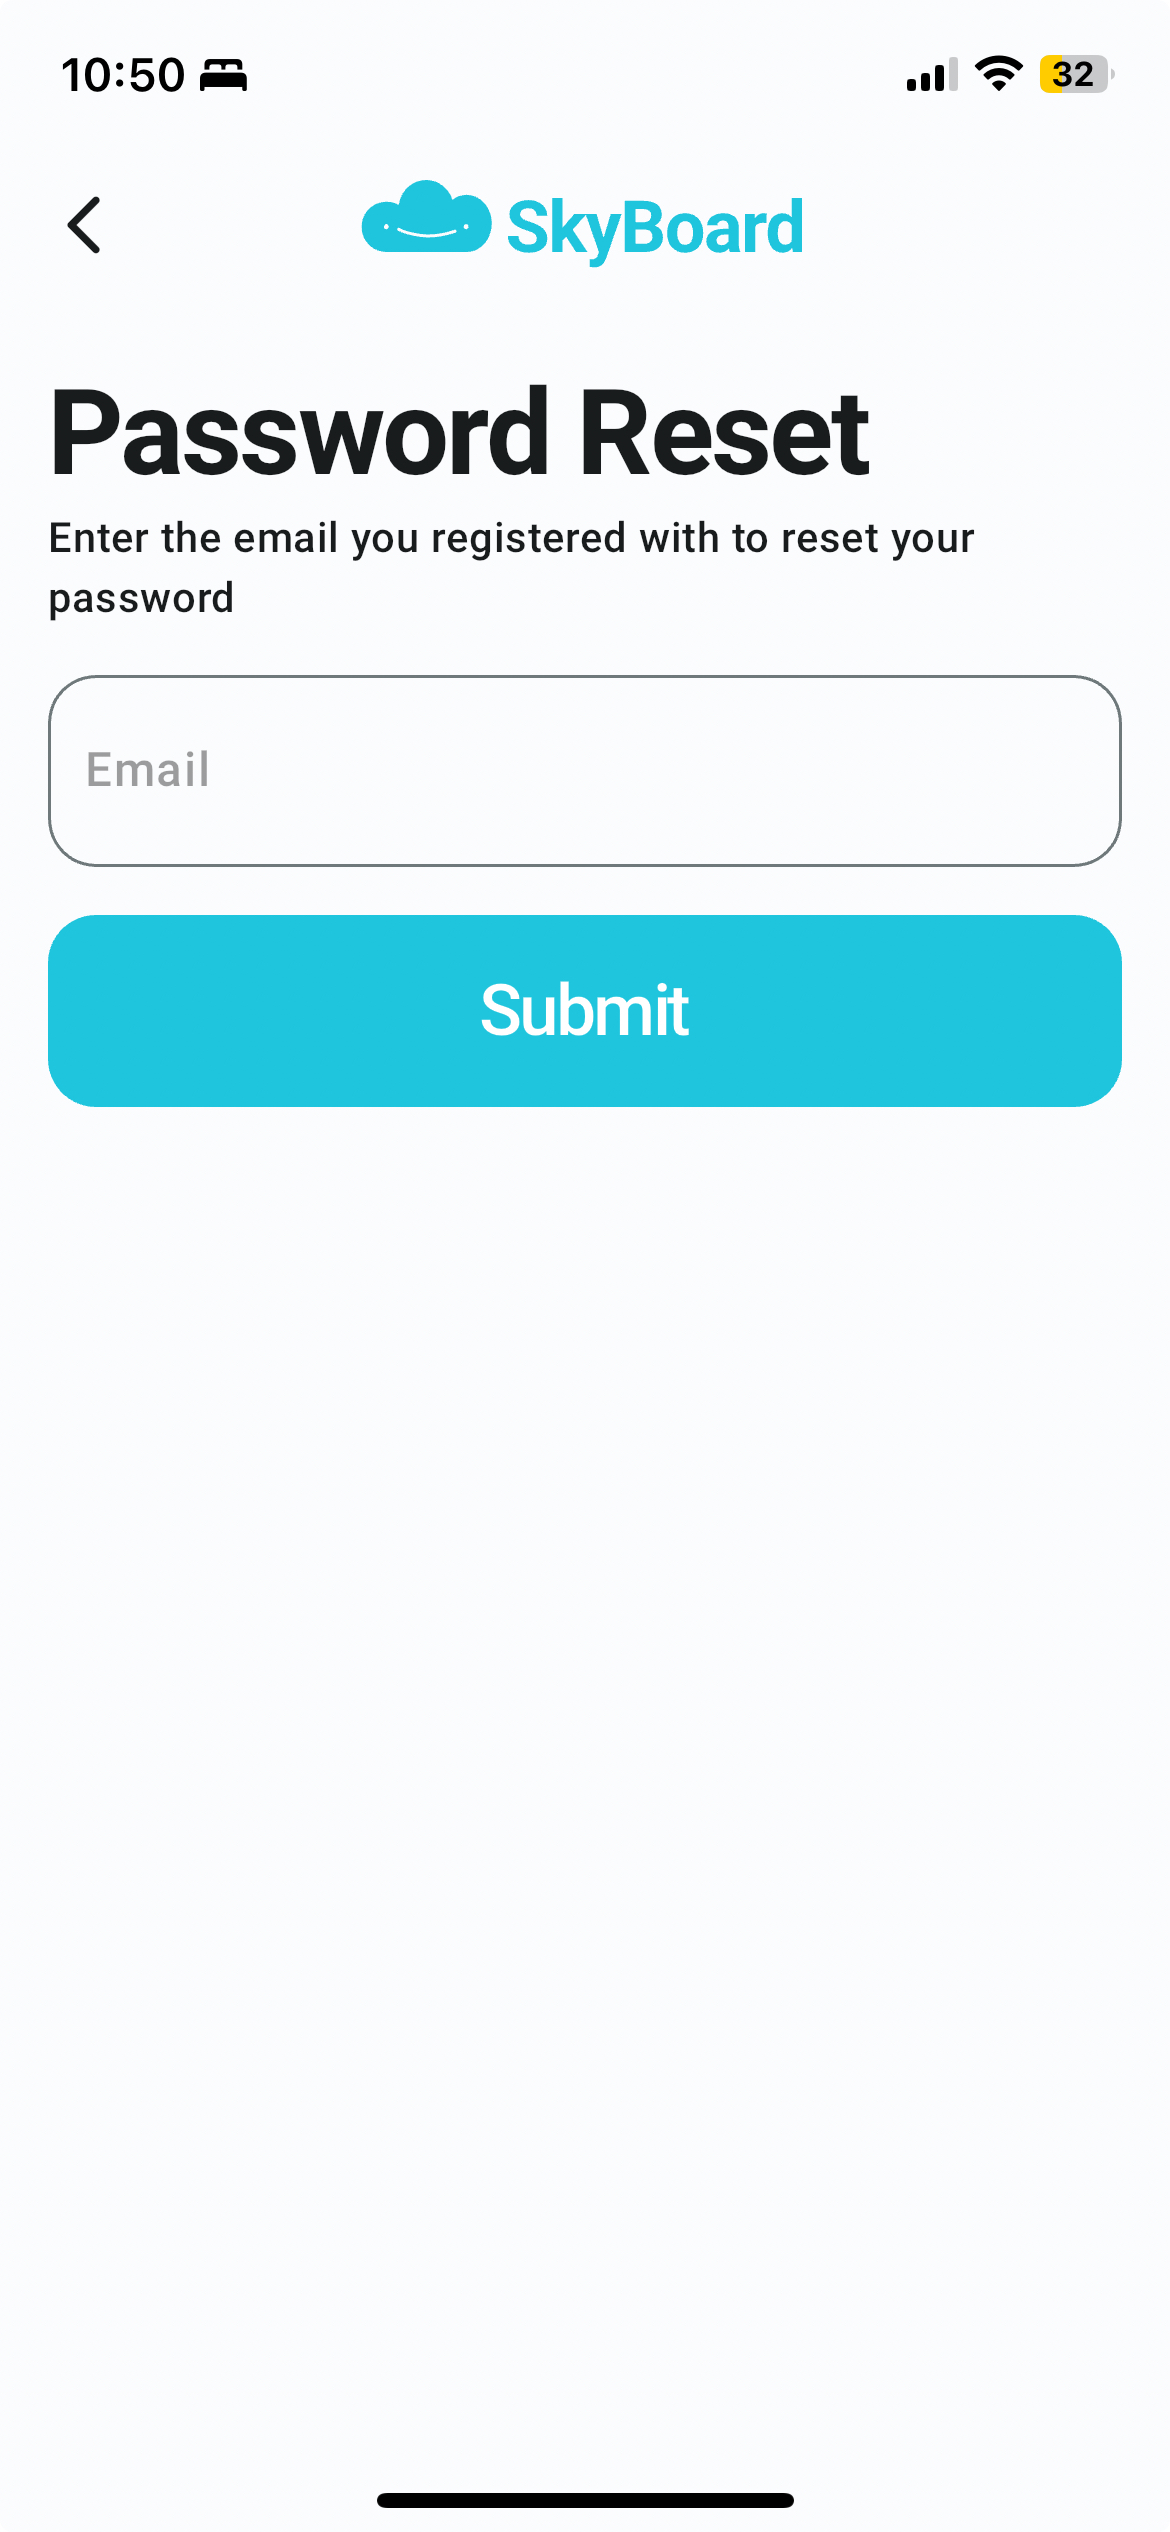 10:50
32
SkyBoard
Password Reset
Enter the email you registered with to reset your
password
Email
Submit